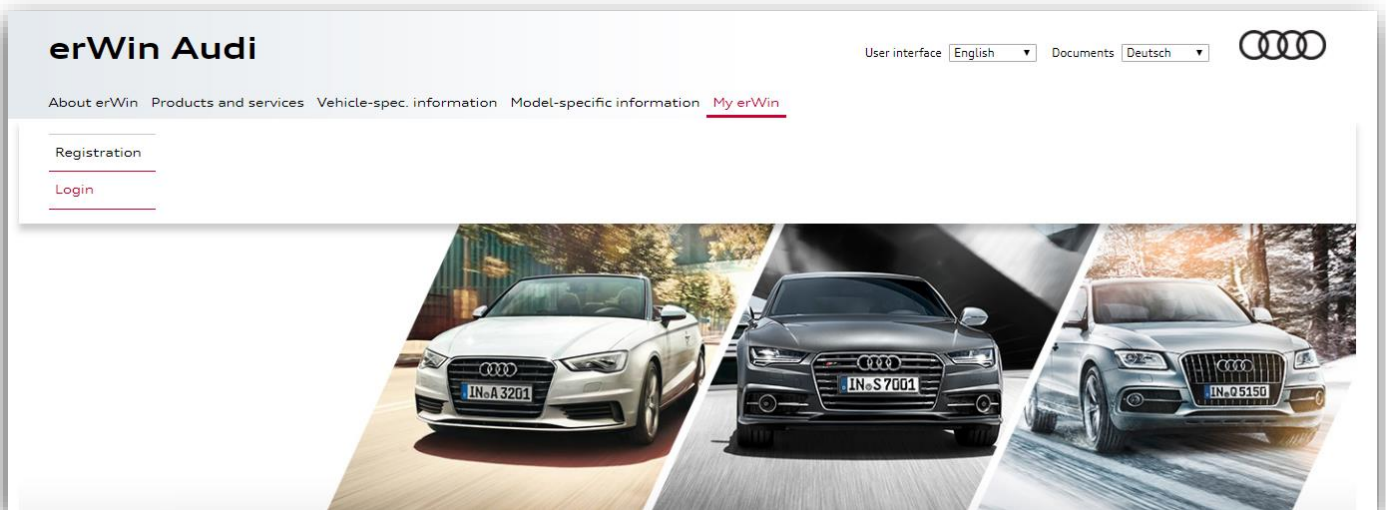 erWin Audi
User interface English Documents Deutsch
About erWin Products and services Vehicle-spec. information Model-specific information My erWin
Registration
Login
IN A 3201
IN S 7001
IN Q 5150